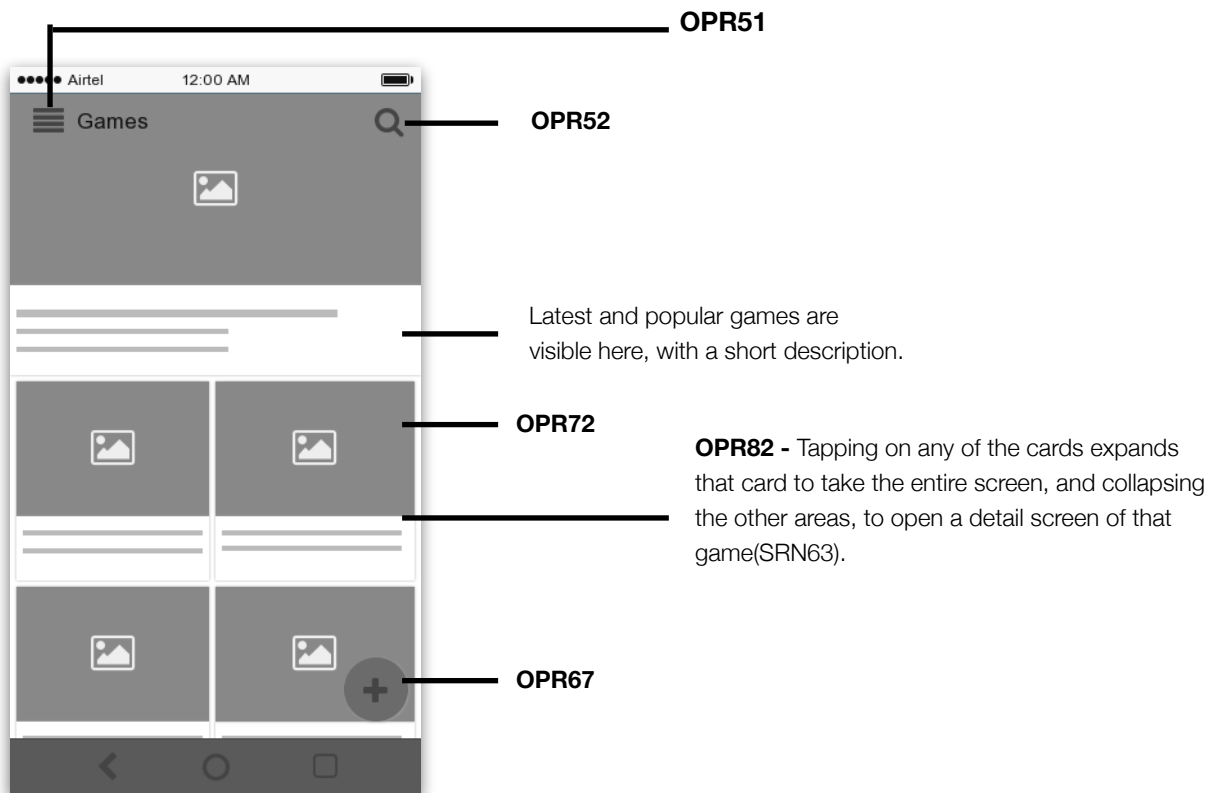 OPR51
Airtel 12:00 AM
Games
OPR52
Latest and popular games are
visible here, with a short description.
OPR72
OPR82 - Tapping on any of the cards expands
that card to take the entire screen, and collapsing
the other areas, to open a detail screen of that
game(SRN63).
OPR67